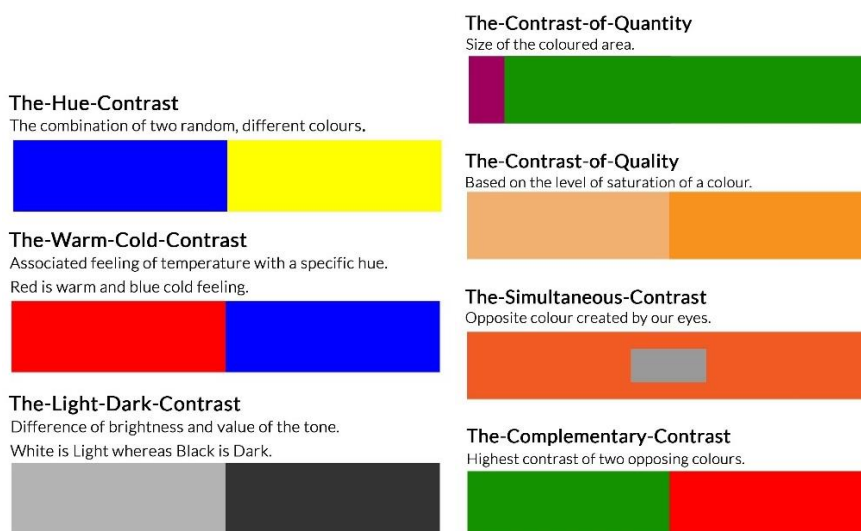 The-Hue-Contrast
The combination of two random, different colours.
The-Warm-Cold-Contrast
Associated feeling of temperature with a specific hue.
Red is warm and blue cold feeling.
The-Light-Dark-Contrast
Difference of brightness and value of the tone.
White is Light whereas Black is Dark.
The-Contrast-of-Quantity
Size of the coloured area.
The-Contrast-of-Quality
Based on the level of saturation of a colour.
The-Simultaneous-Contrast
Opposite colour created by our eyes.
The-Complementary-Contrast
Highest contrast of two opposing colours.